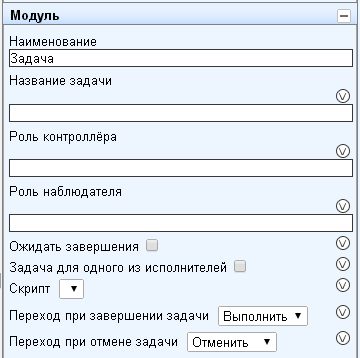 Модуль
Наименование
Задача
Название задачи
Роль контроллёра
Роль наблюдателя
Ожидать завершения
Задача для одного из исполнителей
Скрипт
Переход при завершении задачи Выполнить
Переход при отмене задачи Отменить